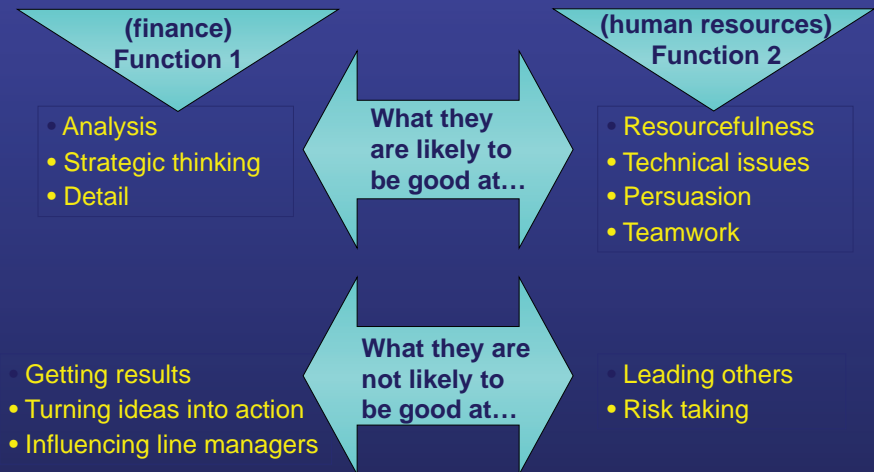 (finance)
Function 1
(human resources)
Function 2
• Analysis
• Strategic thinking
• Detail
What they
are likely to
be good at…
• Resourcefulness
• Technical issues
• Persuasion
• Teamwork
• Getting results
• Turning ideas into action
• Influencing line managers
What they are
not likely to
be good at…
• Leading others
• Risk taking